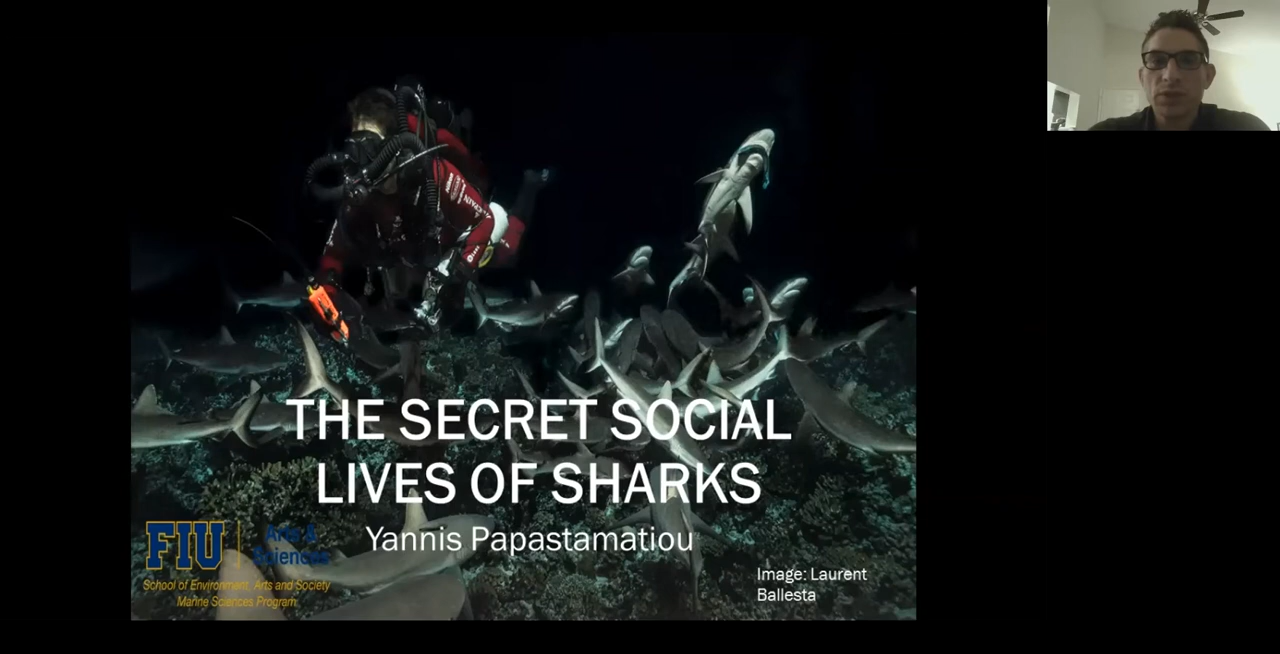 THE SECRET SOCIAL
LIVES OF SHARKS
Yannis Papastamatiou
FIU
Arts &
Sciences
School of Environment, Arts and Society
Marine Sciences Program
Image: Laurent
Ballesta